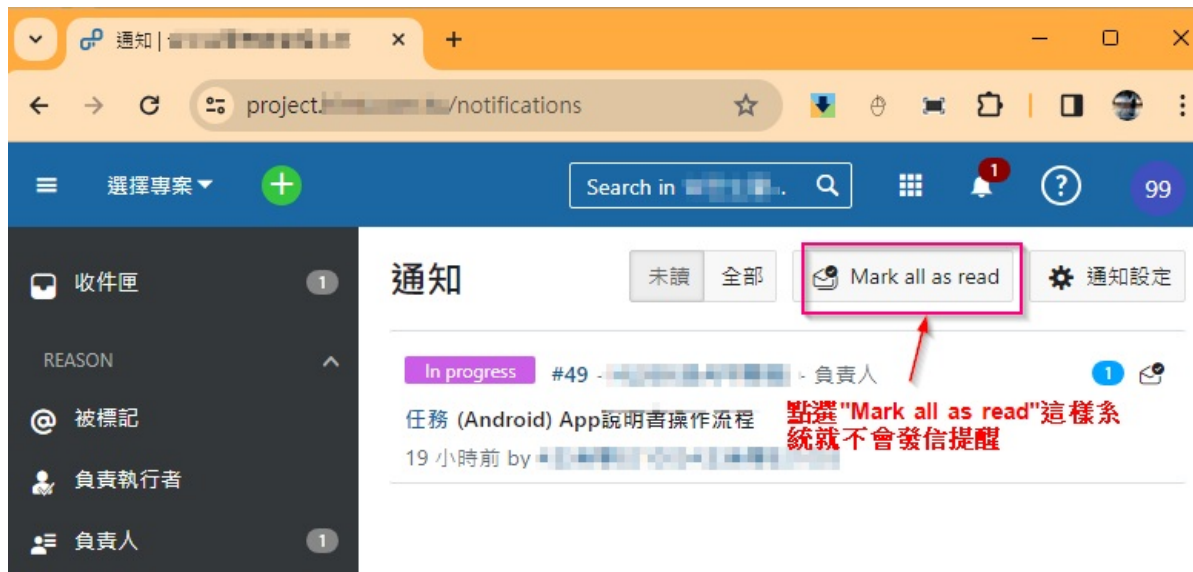 通知 |
project. /notifications
選擇專案
Search in .
1
99
收件匣 1
通知
未讀 全部
Mark all as read
通知設定
REASON
In progress #49 - - 負責人 1
任務 (Android) App說明書操作流程
19 小時前 by
點選"Mark all as read"這樣系
統就不會發信提醒
@ 被標記
負責執行者
負責人 1